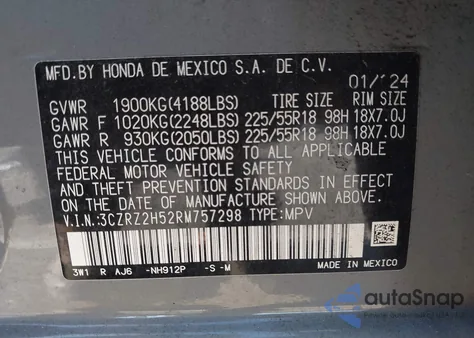 MFD.BY HONDA DE MEXICO S.A. DE C.V.
01/24
GVWR 1900KG(4188LBS) TIRE SIZE RIM SIZE
GAWR F 1020KG(2248LBS) 225/55R18 98H 18X7.0J
GAWR R 930KG(2050LBS) 225/55R18 98H 18X7.0J
THIS VEHICLE CONFORMS TO ALL APPLICABLE
FEDERAL MOTOR VEHICLE SAFETY
AND THEFT PREVENTION STANDARDS IN EFFECT ON
THE DATE OF MANUFACTURE SHOWN ABOVE.
V.I.N:3CZRZ2H52RM757298 TYPE:MPV
3W1 R AJ6 -NH912P -S -M
MADE IN MEXICO
autoSnap